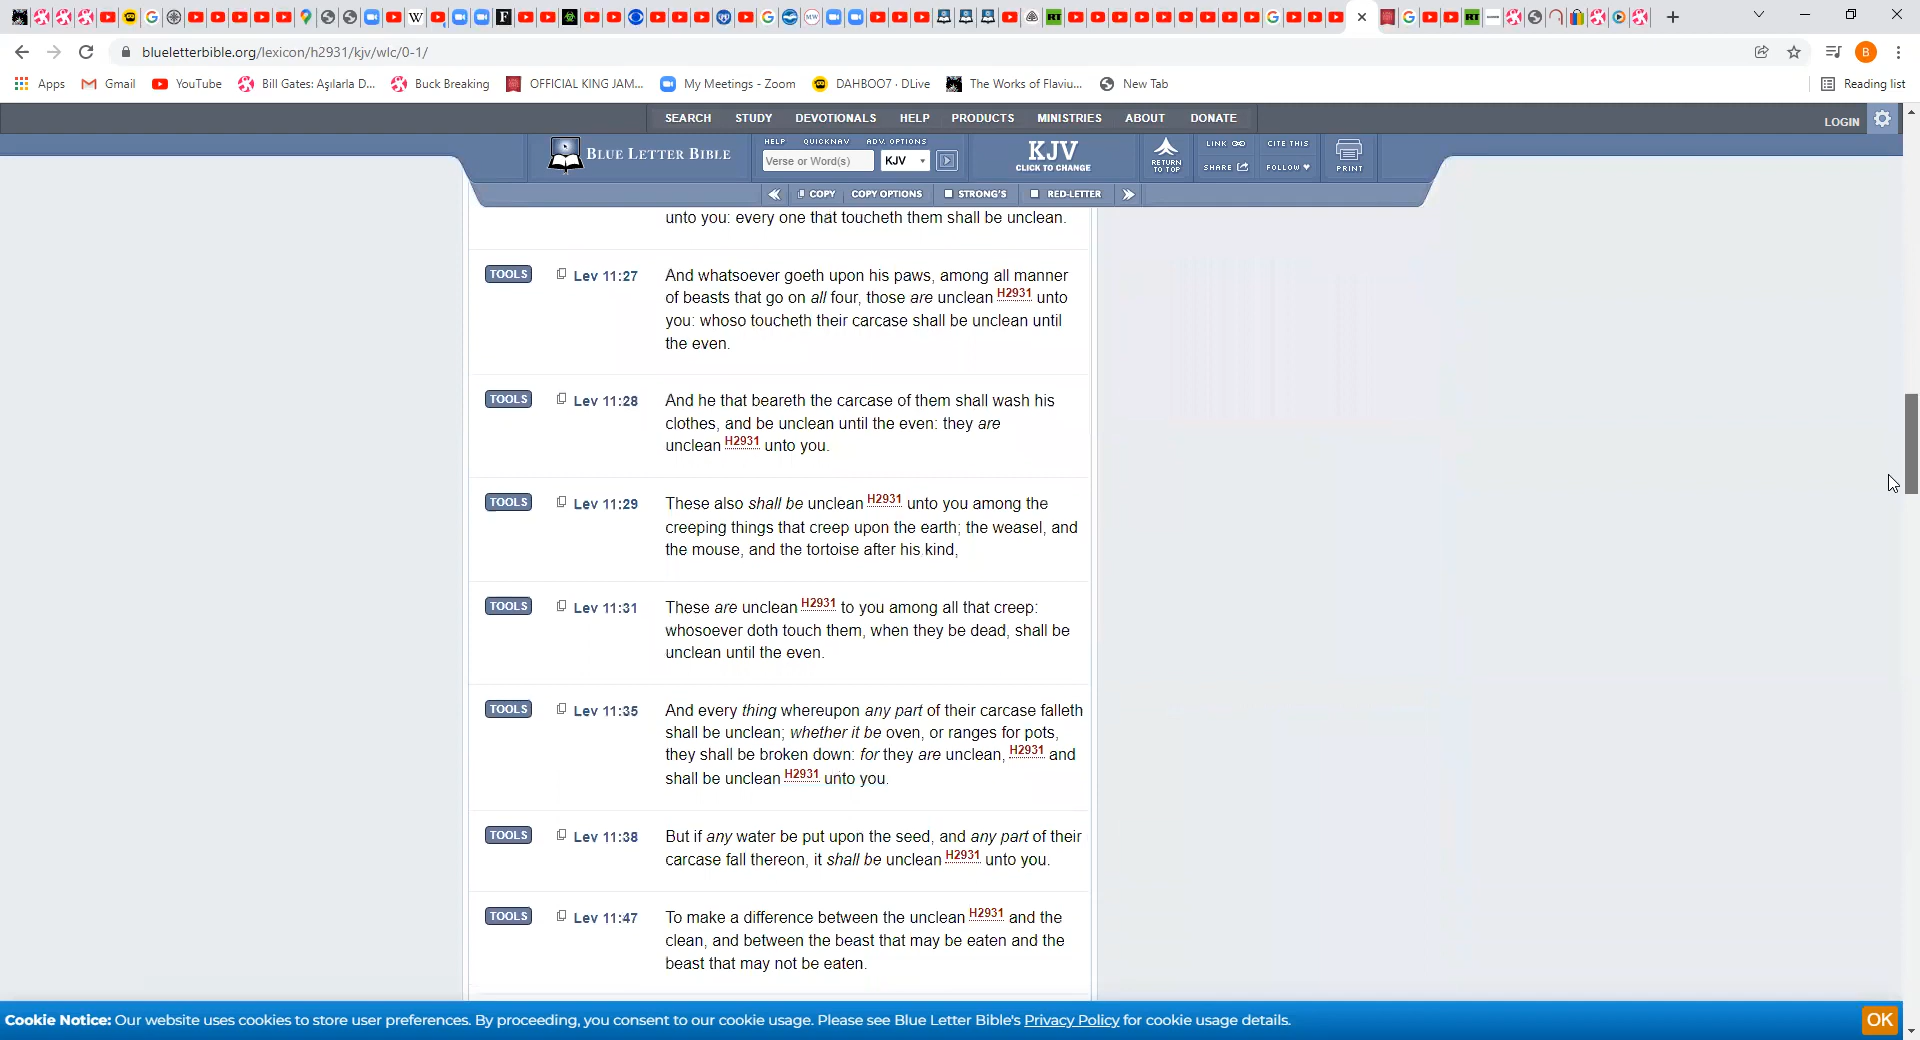 blueletterbible.org/lexicon/h2931/kjv/wlc/0-1/
B
Apps Gmail YouTube Bill Gates: Aşılarla D... Buck Breaking OFFICIAL KING JAM... My Meetings - Zoom DAHBOO7 · DLive The Works of Flaviu... New Tab Reading list
SEARCH STUDY DEVOTIONALS HELP PRODUCTS MINISTRIES ABOUT DONATE
LOGIN
BLUE LETTER BIBLE
HELP QUICKNAV ADV. OPTIONS
Verse or Word(s) KJV
KJV
CLICK TO CHANGE
RETURN
TO TOP
LINK CITE THIS
SHARE FOLLOW
PRINT
COPY COPY OPTIONS STRONG'S RED-LETTER
unto you: every one that toucheth them shall be unclean.
TOOLS Lev 11:27 And whatsoever goeth upon his paws, among all manner
of beasts that go on all four, those are unclean H2931 unto
you: whoso toucheth their carcase shall be unclean until
the even.
TOOLS Lev 11:28 And he that beareth the carcase of them shall wash his
clothes, and be unclean until the even: they are
unclean H2931 unto you.
TOOLS Lev 11:29 These also shall be unclean H2931 unto you among the
creeping things that creep upon the earth; the weasel, and
the mouse, and the tortoise after his kind,
TOOLS Lev 11:31 These are unclean H2931 to you among all that creep:
whosoever doth touch them, when they be dead, shall be
unclean until the even.
TOOLS Lev 11:35 And every thing whereupon any part of their carcase falleth
shall be unclean; whether it be oven, or ranges for pots,
they shall be broken down: for they are unclean, H2931 and
shall be unclean H2931 unto you.
TOOLS Lev 11:38 But if any water be put upon the seed, and any part of their
carcase fall thereon, it shall be unclean H2931 unto you.
TOOLS Lev 11:47 To make a difference between the unclean H2931 and the
clean, and between the beast that may be eaten and the
beast that may not be eaten.
Cookie Notice: Our website uses cookies to store user preferences. By proceeding, you consent to our cookie usage. Please see Blue Letter Bible's Privacy Policy for cookie usage details.
OK